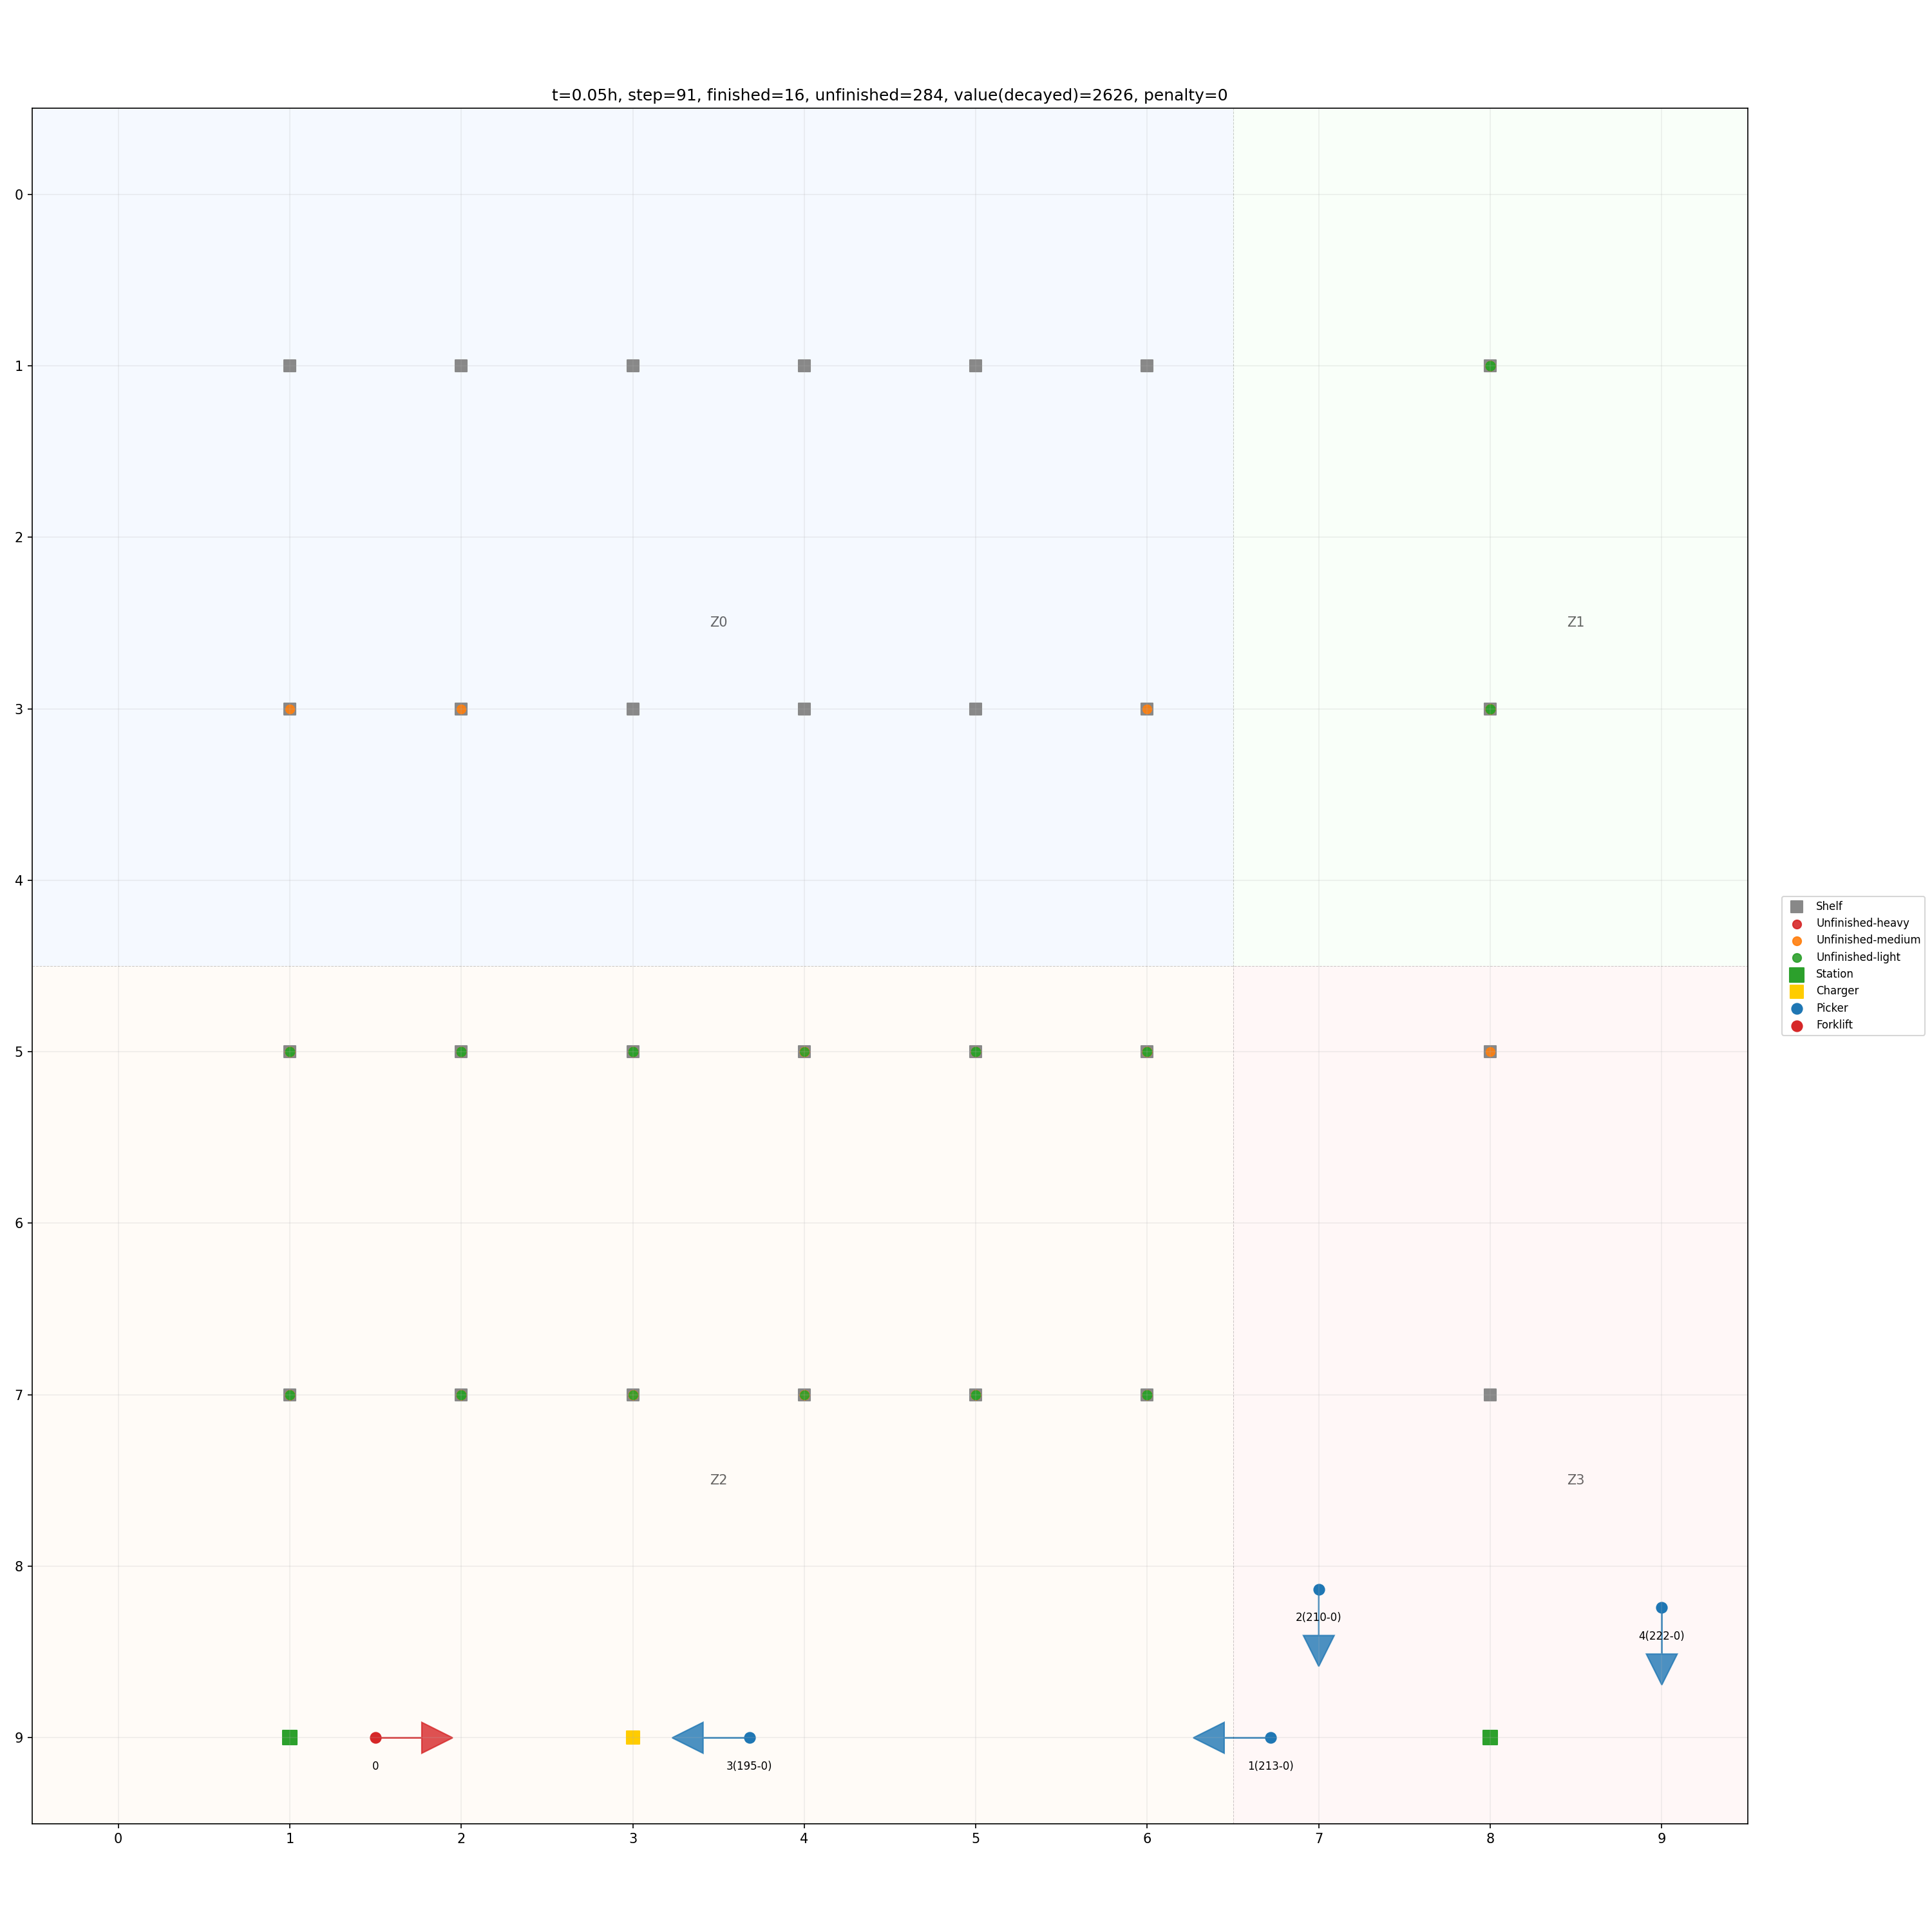 t=0.05h, step=91, finished=16, unfinished=284, value(decayed)=2626, penalty=0
0
1
2
Z0
Z1
3
4
Shelf
Unfinished-heavy
Unfinished-medium
Unfinished-light
Station
Charger
Picker
Forklift
5
6
7
Z2
Z3
8
2(210-0)
4(222-0)
9
0
3(195-0)
1(213-0)
0 1 2 3 4 5 6 7 8 9